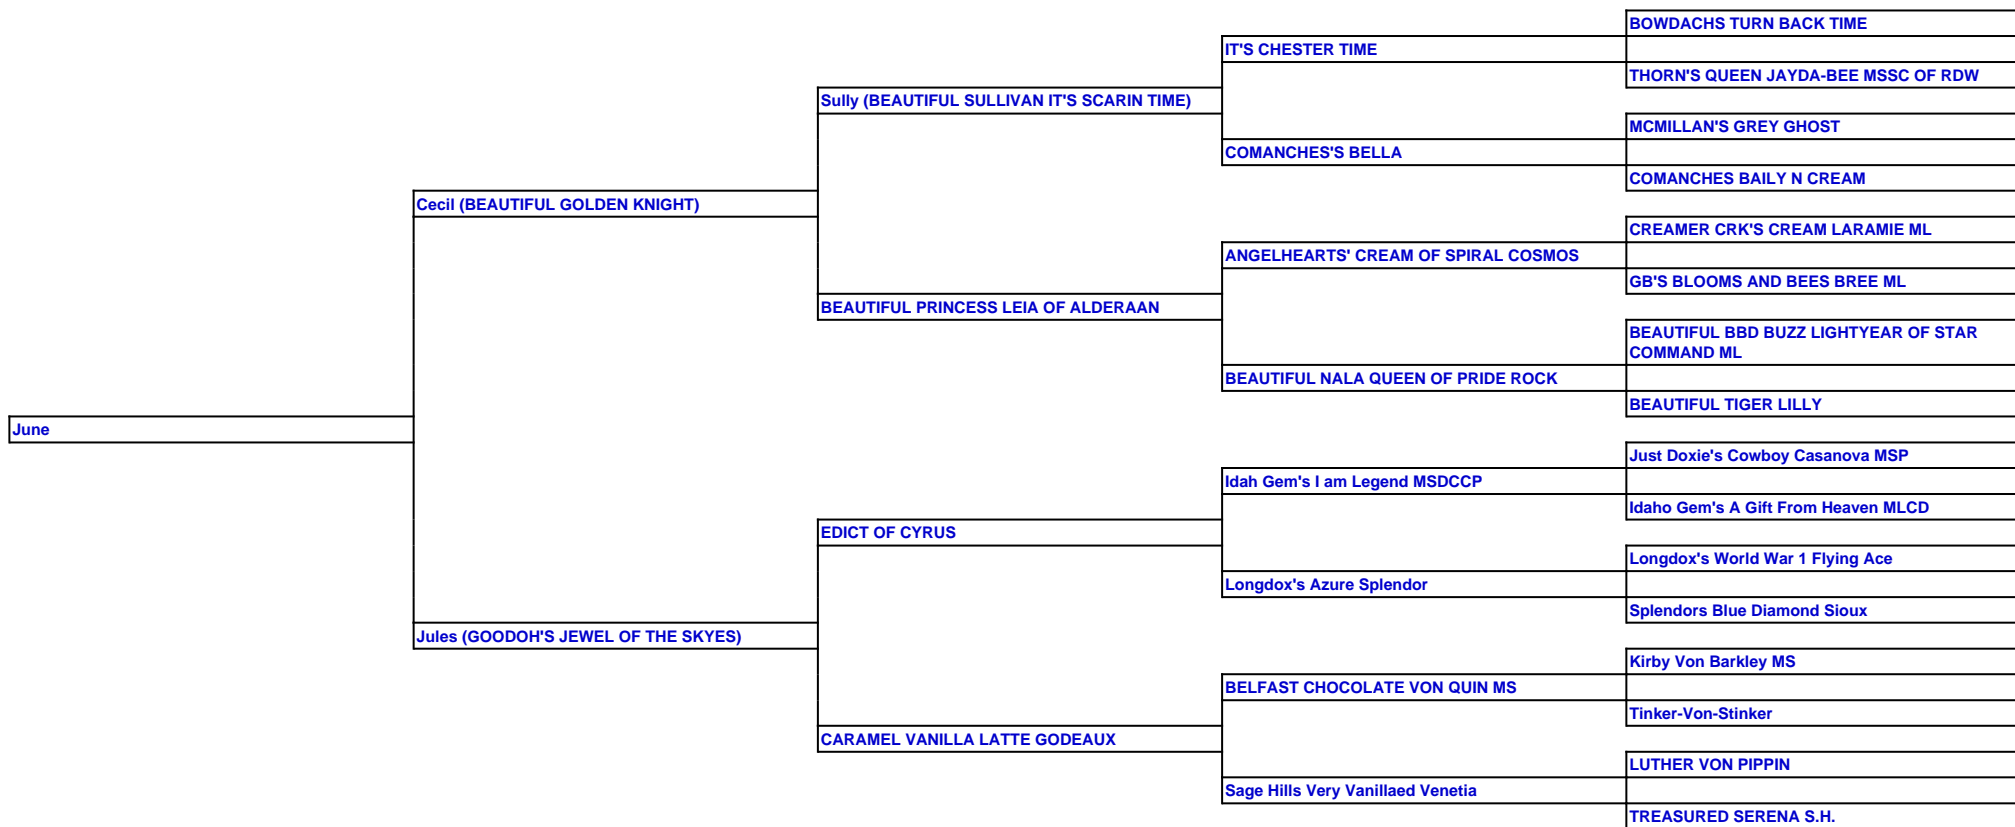 BOWDACHS TURN BACK TIME
IT'S CHESTER TIME
THORN'S QUEEN JAYDA-BEE MSSC OF RDW
Sully (BEAUTIFUL SULLIVAN IT'S SCARIN TIME)
MCMILLAN'S GREY GHOST
COMANCHES'S BELLA
COMANCHES BAILY N CREAM
Cecil (BEAUTIFUL GOLDEN KNIGHT)
CREAMER CRK'S CREAM LARAMIE ML
ANGELHEARTS' CREAM OF SPIRAL COSMOS
GB'S BLOOMS AND BEES BREE ML
BEAUTIFUL PRINCESS LEIA OF ALDERAAN
BEAUTIFUL BBD BUZZ LIGHTYEAR OF STAR
COMMAND ML
BEAUTIFUL NALA QUEEN OF PRIDE ROCK
BEAUTIFUL TIGER LILLY
June
Just Doxie's Cowboy Casanova MSP
Idah Gem's I am Legend MSDCCP
Idaho Gem's A Gift From Heaven MLCD
EDICT OF CYRUS
Longdox's World War 1 Flying Ace
Longdox's Azure Splendor
Splendors Blue Diamond Sioux
Jules (GOODOH'S JEWEL OF THE SKYES)
Kirby Von Barkley MS
BELFAST CHOCOLATE VON QUIN MS
Tinker-Von-Stinker
CARAMEL VANILLA LATTE GODEAUX
LUTHER VON PIPPIN
Sage Hills Very Vanillaed Venetia
TREASURED SERENA S.H.